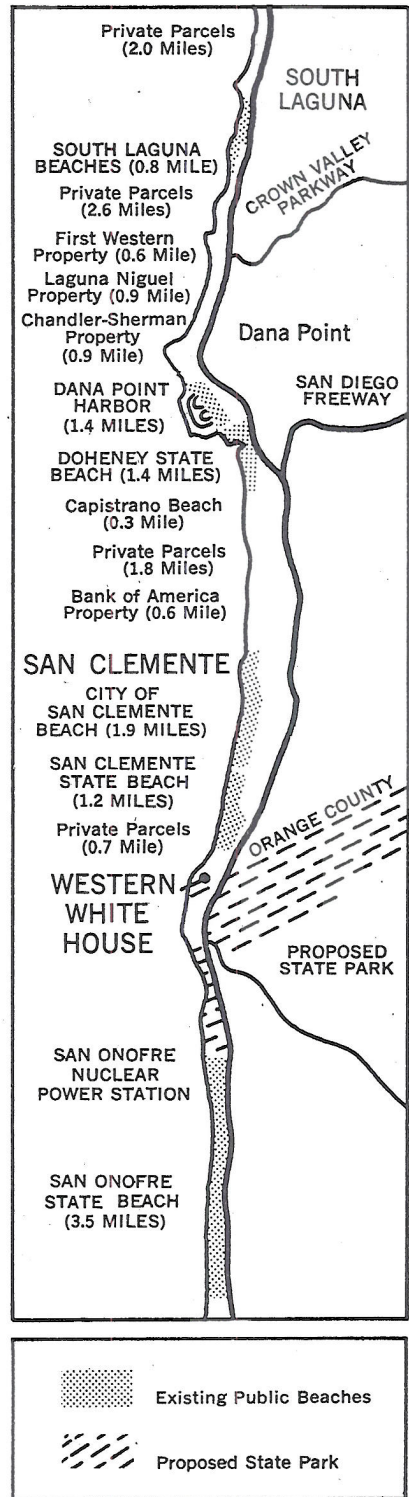 Private Parcels
(2.0 Miles)
SOUTH
LAGUNA
SOUTH LAGUNA
BEACHES (0.8 MILE)
CROWN VALLEY
PARKWAY
Private Parcels
(2.6 Miles)
First Western
Property (0.6 Mile)
Laguna Niguel
Property (0.9 Mile)
Chandler-Sherman
Property
(0.9 Mile)
Dana Point
SAN DIEGO
FREEWAY
DANA POINT
HARBOR
(1.4 MILES)
DOHENEY STATE
BEACH (1.4 MILES)
Capistrano Beach
(0.3 Mile)
Private Parcels
(1.8 Miles)
Bank of America
Property (0.6 Mile)
SAN CLEMENTE
CITY OF
SAN CLEMENTE
BEACH (1.9 MILES)
SAN CLEMENTE
STATE BEACH
(1.2 MILES)
Private Parcels
(0.7 Mile)
ORANGE COUNTY
WESTERN
WHITE
HOUSE
PROPOSED
STATE PARK
SAN ONOFRE
NUCLEAR
POWER STATION
SAN ONOFRE
STATE BEACH
(3.5 MILES)
Existing Public Beaches
Proposed State Park